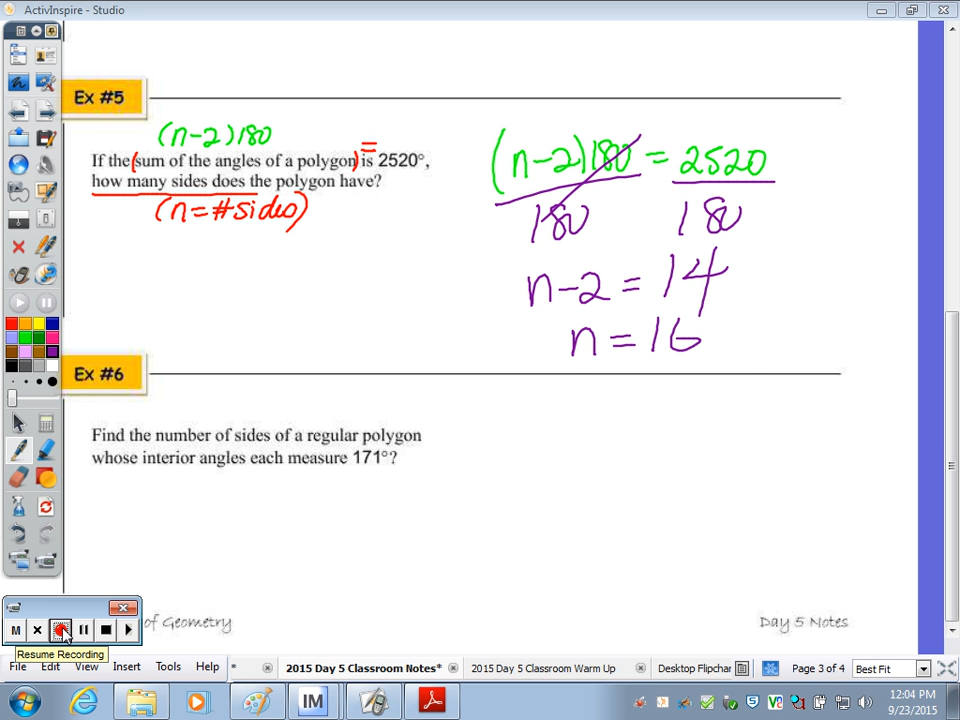 ActivInspire - Studio
Ex #5
(n-2)180
If the (sum of the angles of a polygon) is = 2520°,
how many sides does the polygon have?
(n=#sides)
(n-2)180 = 2520
180 180
n-2 = 14
n = 16
Ex #6
Find the number of sides of a regular polygon
whose interior angles each measure 171°?
of Geometry
Day 5 Notes
M
Resume Recording
File Edit View Insert Tools Help
2015 Day 5 Classroom Notes*
2015 Day 5 Classroom Warm Up
Desktop Flipchar
Page 3 of 4
Best Fit
IM
12:04 PM
9/23/2015